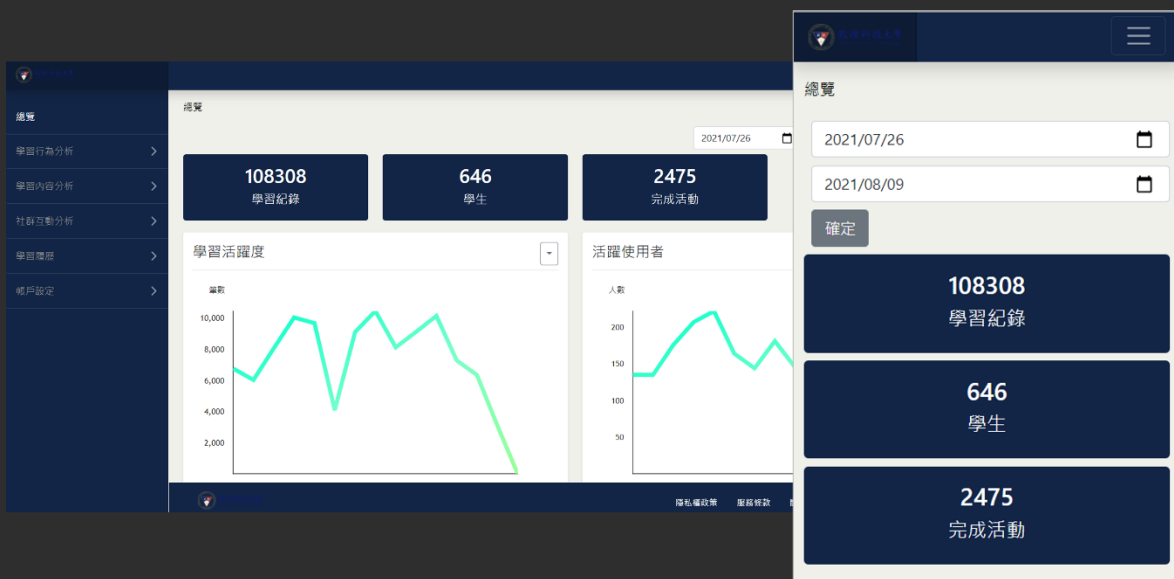 總覽
學習行為分析
學習內容分析
社群互動分析
學習履歷
帳戶設定
總覽
2021/07/26
108308
學習紀錄
646
學生
2475
完成活動
學習活躍度
筆數
10,000
8,000
6,000
4,000
2,000
活躍使用者
人數
200
150
100
50
隱私權政策 服務條款
總覽
2021/07/26
2021/08/09
確定
108308
學習紀錄
646
學生
2475
完成活動